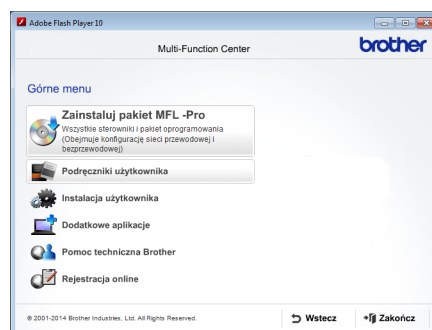 Adobe Flash Player 10
Multi-Function Center
brother
Górne menu
Zainstaluj pakiet MFL -Pro
Wszystkie sterowniki i pakiet oprogramowania
(Obejmuje konfigurację sieci przewodowej i
bezprzewodowej)
Podręczniki użytkownika
Instalacja użytkownika
Dodatkowe aplikacje
Pomoc techniczna Brother
Rejestracja online
© 2001-2014 Brother Industries, Ltd. All Rights Reserved.
Wstecz
Zakończ